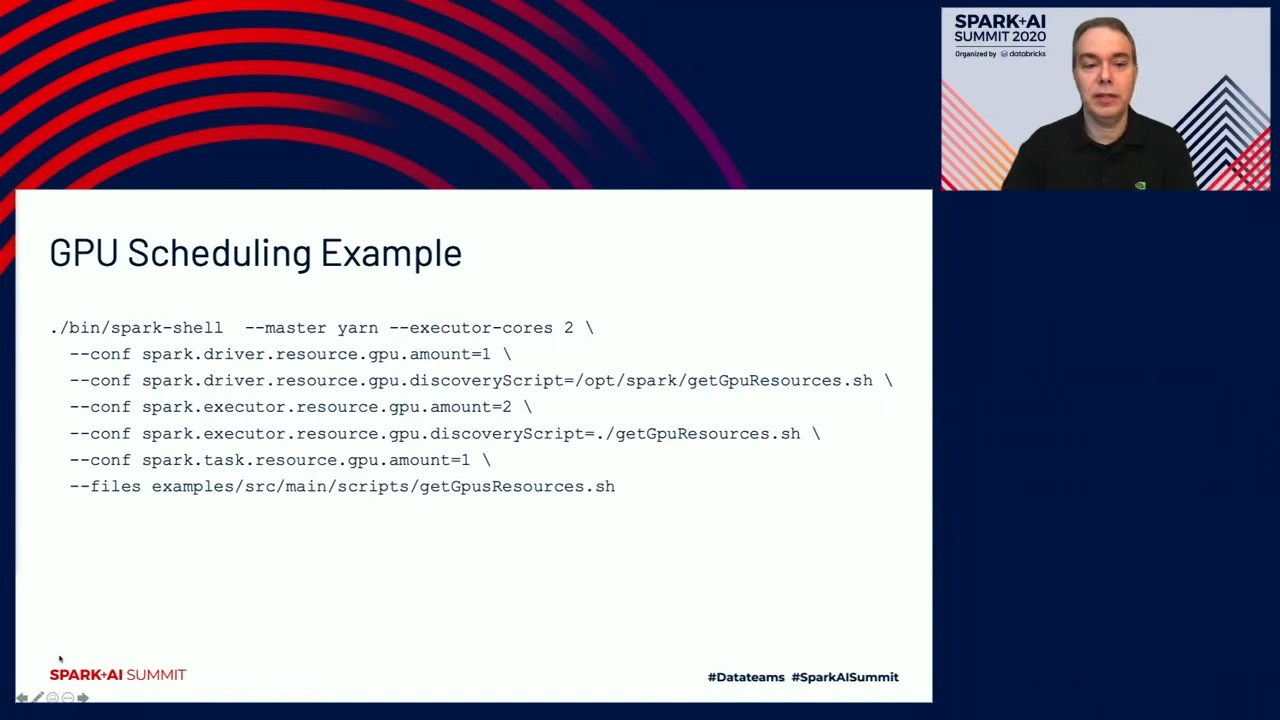 SPARK+AI
SUMMIT 2020
Organized by databricks
GPU Scheduling Example
./bin/spark-shell --master yarn --executor-cores 2 \
--conf spark.driver.resource.gpu.amount=1 \
--conf spark.driver.resource.gpu.discoveryScript=/opt/spark/getGpuResources.sh \
--conf spark.executor.resource.gpu.amount=2 \
--conf spark.executor.resource.gpu.discoveryScript=./getGpuResources.sh \
--conf spark.task.resource.gpu.amount=1 \
--files examples/src/main/scripts/getGpusResources.sh
SPARK+AI SUMMIT
#Datateams #SparkAISummit